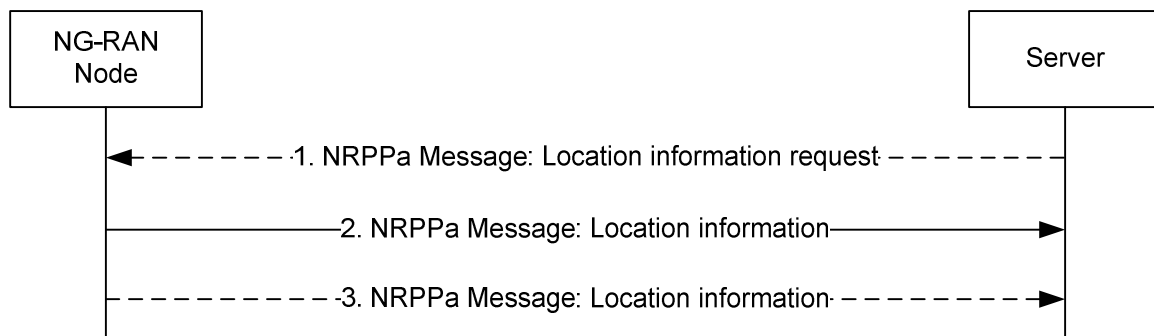 NG-RAN
Node
Server
1. NRPPa Message: Location information request
2. NRPPa Message: Location information
3. NRPPa Message: Location information